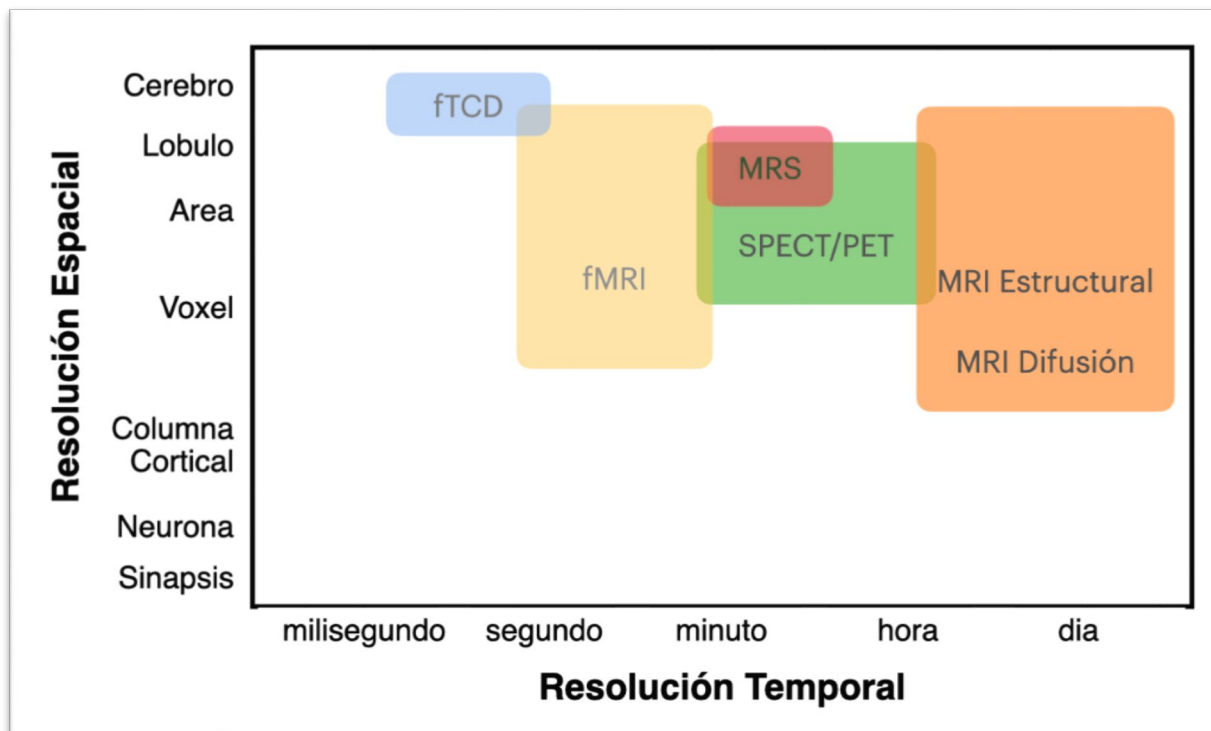 Resolución Espacial
Cerebro
Lobulo
Area
Voxel
Columna
Cortical
Neurona
Sinapsis
fTCD
fMRI
MRS
SPECT/PET
MRI Estructural
MRI Difusión
milisegundo
segundo
minuto
hora
dia
Resolución Temporal